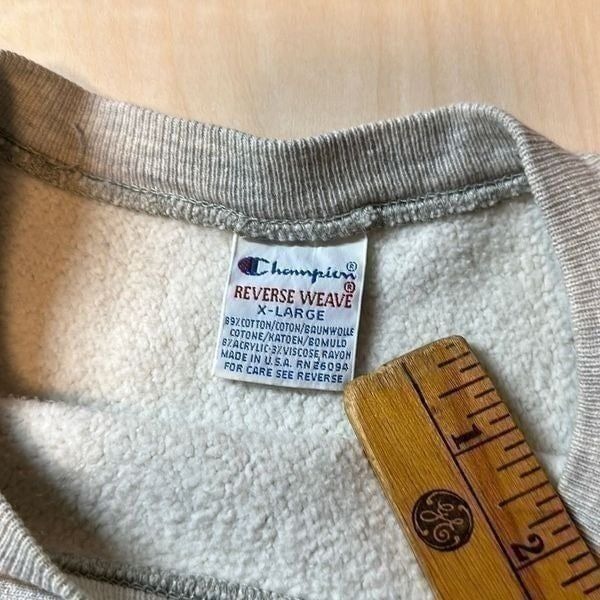 Champion®
REVERSE WEAVE®
X-LARGE
89% COTTON/COTON/BAUMWOLLE
COTONE/KATOEN/BOMULD
8% ACRYLIC-3% VISCOSE, RAYON
MADE IN U.S.A. RN 26094
FOR CARE SEE REVERSE
1
2
GE